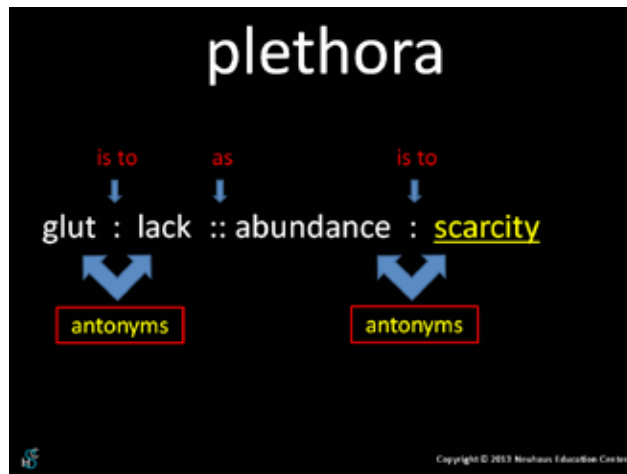 plethora
is to as is to
glut : lack :: abundance : scarcity
antonyms antonyms
Copyright © 2013 Neuhaus Education Center